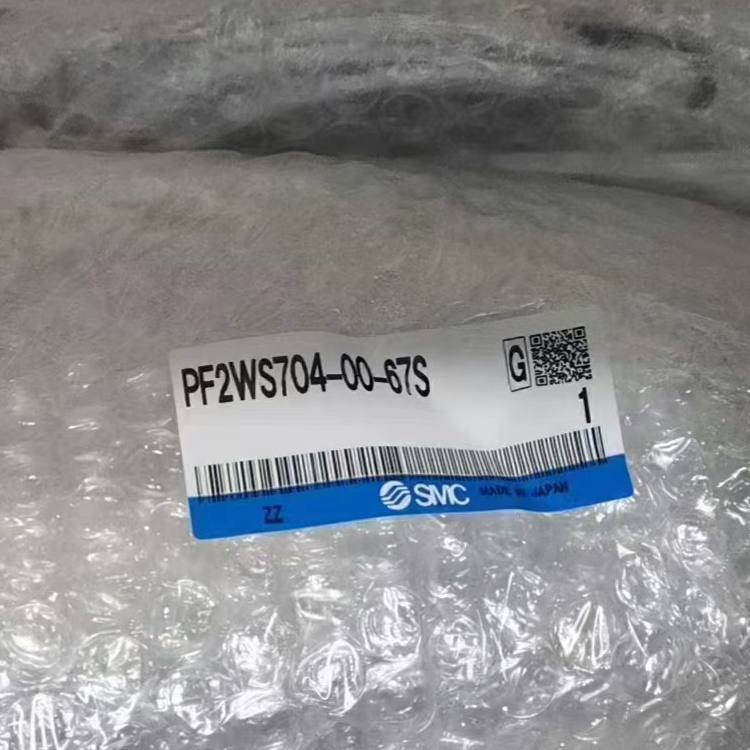 PF2WS704-00-67S
G
1
ZZ
SMC
MADE IN JAPAN